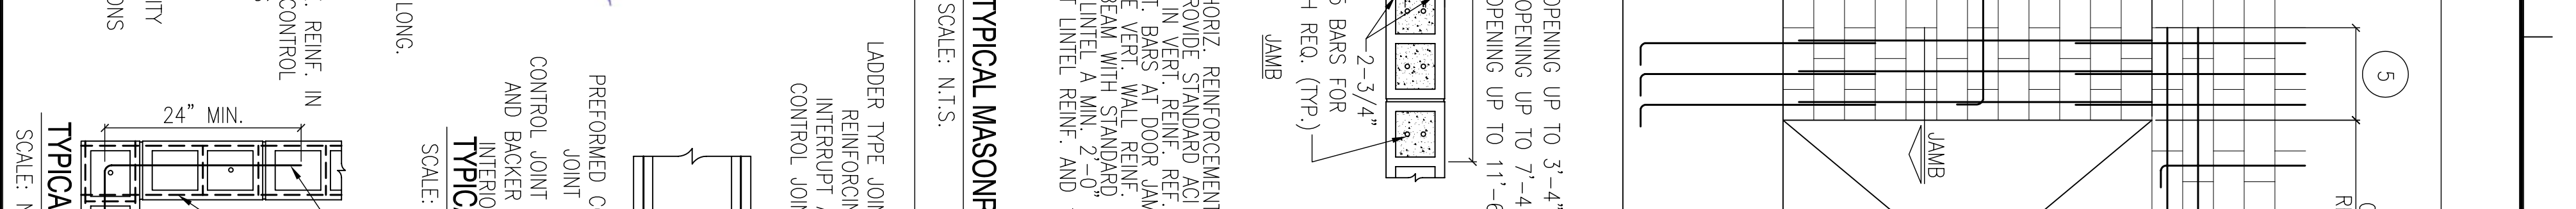 5
JAMB
OPENING UP TO 3'-4"
OPENING UP TO 7'-4
OPENING UP TO 11'-6
2-3/4"
BARS FOR
REQ. (TYP.)
JAMB
HORIZ. REINFORCEMENT
PROVIDE STANDARD ACI
IN VERT. REINF. REF.
T. BARS AT DOOR JAM
E VERT. WALL REINF.
BEAM WITH STANDARD
LINTEL A MIN. 2'-0"
T LINTEL REINF. AND
TYPICAL MASONR
SCALE: N.T.S.
LADDER TYPE JOIN
REINFORCIN
INTERRUPT
CONTROL JOIN
PREFORMED C
JOINT
CONTROL JOINT
AND BACKER
INTERIO
TYPICA
SCALE:
LONG.
. REINF. IN
CONTROL
ITY
ONS
24" MIN.
TYPICA
SCALE: N